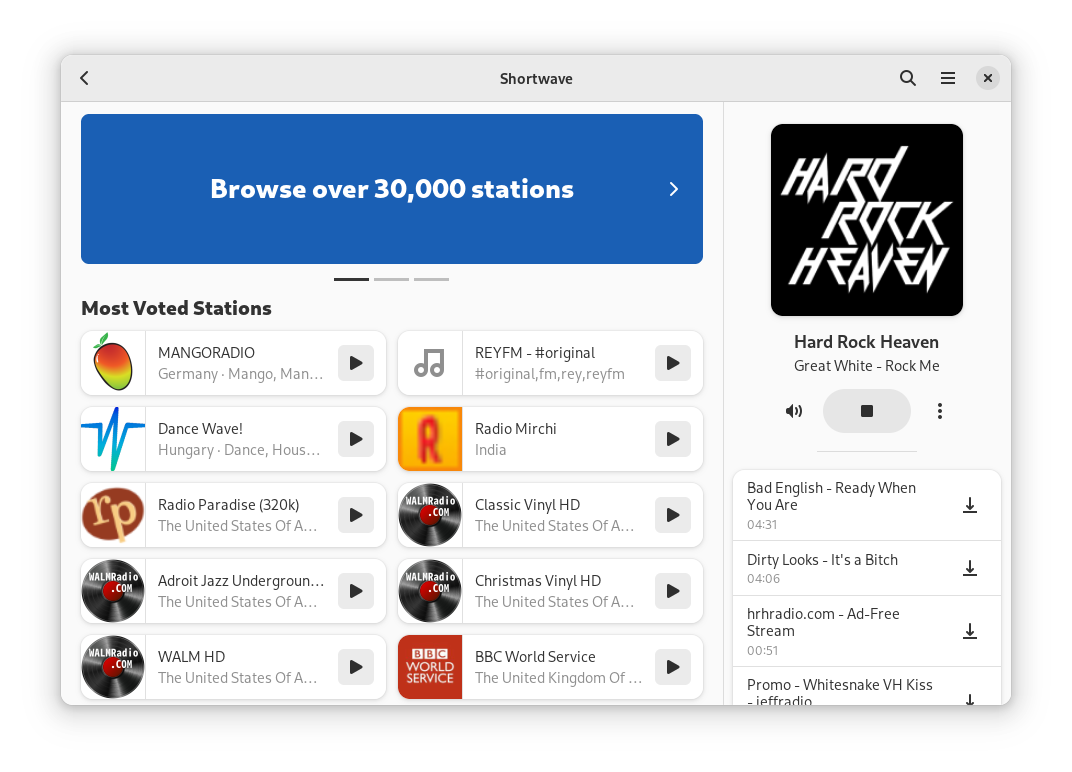 Shortwave
Browse over 30,000 stations
Most Voted Stations
MANGORADIO
Germany · Mango, Man…
REYFM - #original
#original,fm,rey,reyfm
Dance Wave!
Hungary · Dance, Hous…
R
Radio Mirchi
India
rp
Radio Paradise (320k)
The United States Of A…
WALMRadio
.COM
Classic Vinyl HD
The United States Of A…
WALMRadio
.COM
Adroit Jazz Undergroun…
The United States Of A…
WALMRadio
.COM
Christmas Vinyl HD
The United States Of A…
WALMRadio
.COM
WALM HD
The United States Of A…
BBC
WORLD
SERVICE
BBC World Service
The United Kingdom Of …
HARD
ROCK
HEAVEN
Hard Rock Heaven
Great White - Rock Me
Bad English - Ready When
You Are
04:31
Dirty Looks - It's a Bitch
04:06
hrhradio.com - Ad-Free
Stream
00:51
Promo - Whitesnake VH Kiss
- jeffradio